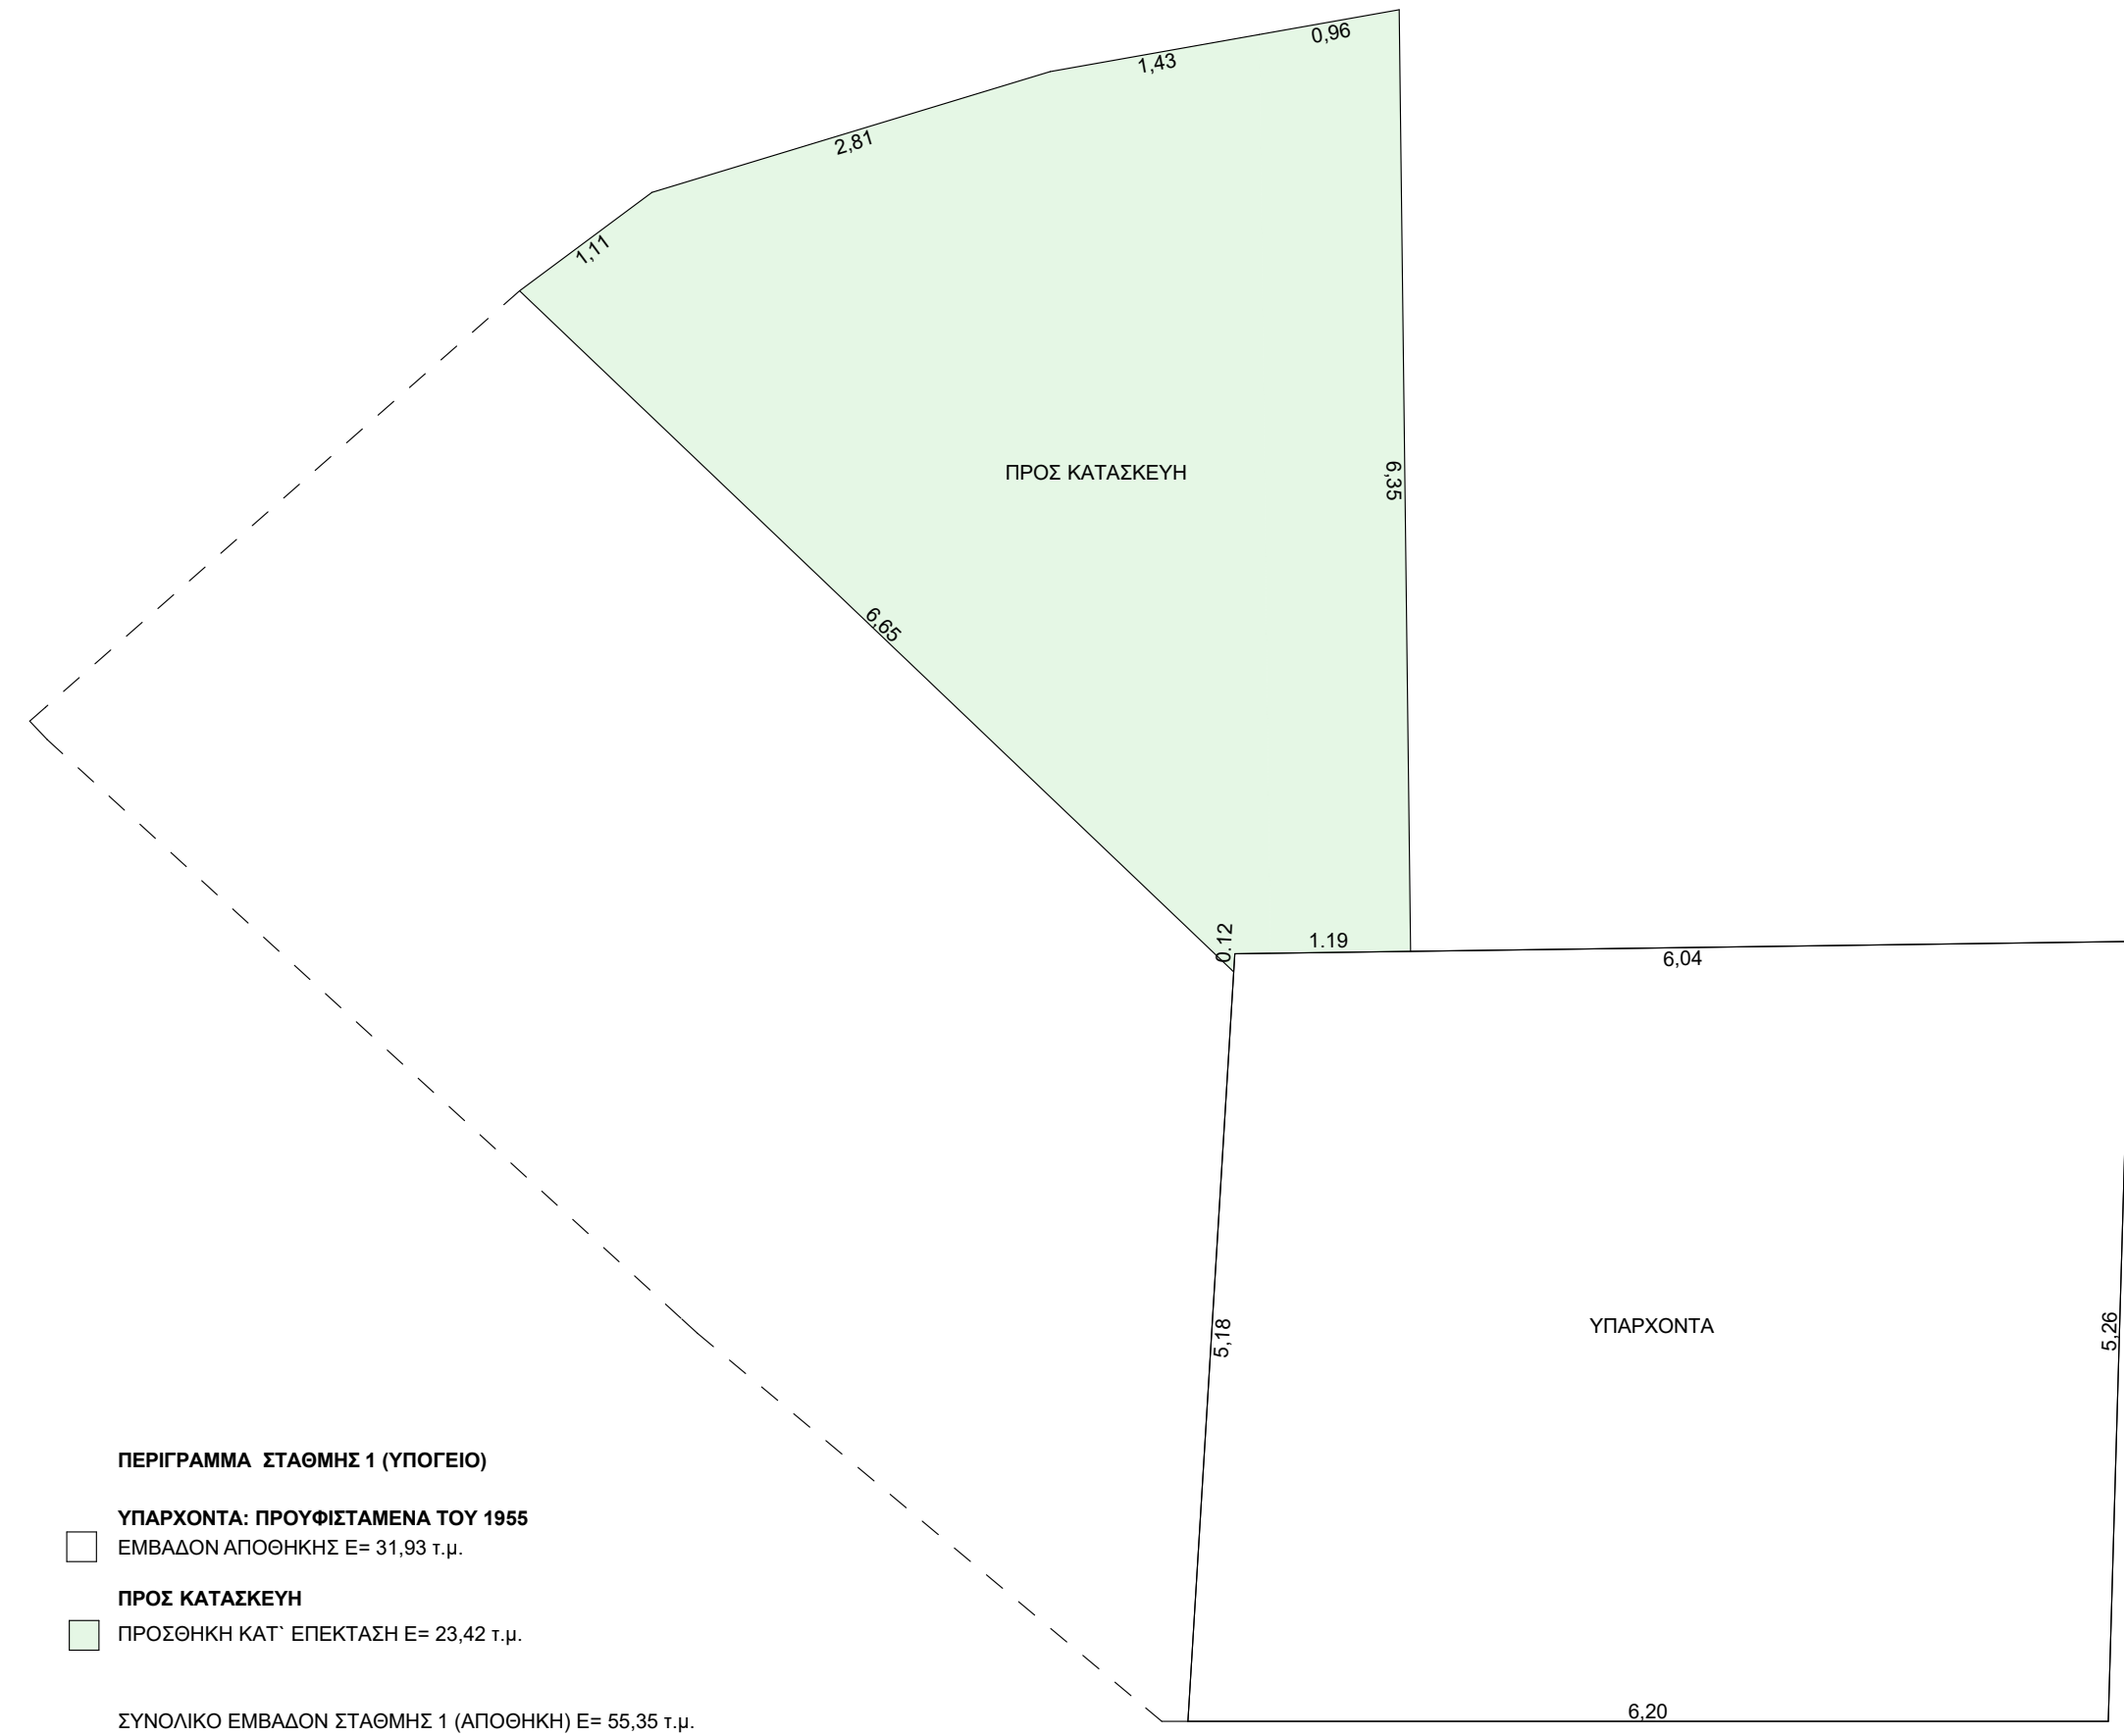 0,96
1,43
2,81
1,11
ΠΡΟΣ ΚΑΤΑΣΚΕΥΗ
6,35
6,65
0.12
1.19
6,04
5,18
ΥΠΑΡΧΟΝΤΑ
5,26
6,20
ΠΕΡΙΓΡΑΜΜΑ ΣΤΑΘΜΗΣ 1 (ΥΠΟΓΕΙΟ)
ΥΠΑΡΧΟΝΤΑ: ΠΡΟΥΦΙΣΤΑΜΕΝΑ ΤΟΥ 1955
ΕΜΒΑΔΟΝ ΑΠΟΘΗΚΗΣ Ε= 31,93 τ.μ.
ΠΡΟΣ ΚΑΤΑΣΚΕΥΗ
ΠΡΟΣΘΗΚΗ ΚΑΤ` ΕΠΕΚΤΑΣΗ Ε= 23,42 τ.μ.
ΣΥΝΟΛΙΚΟ ΕΜΒΑΔΟΝ ΣΤΑΘΜΗΣ 1 (ΑΠΟΘΗΚΗ) Ε= 55,35 τ.μ.